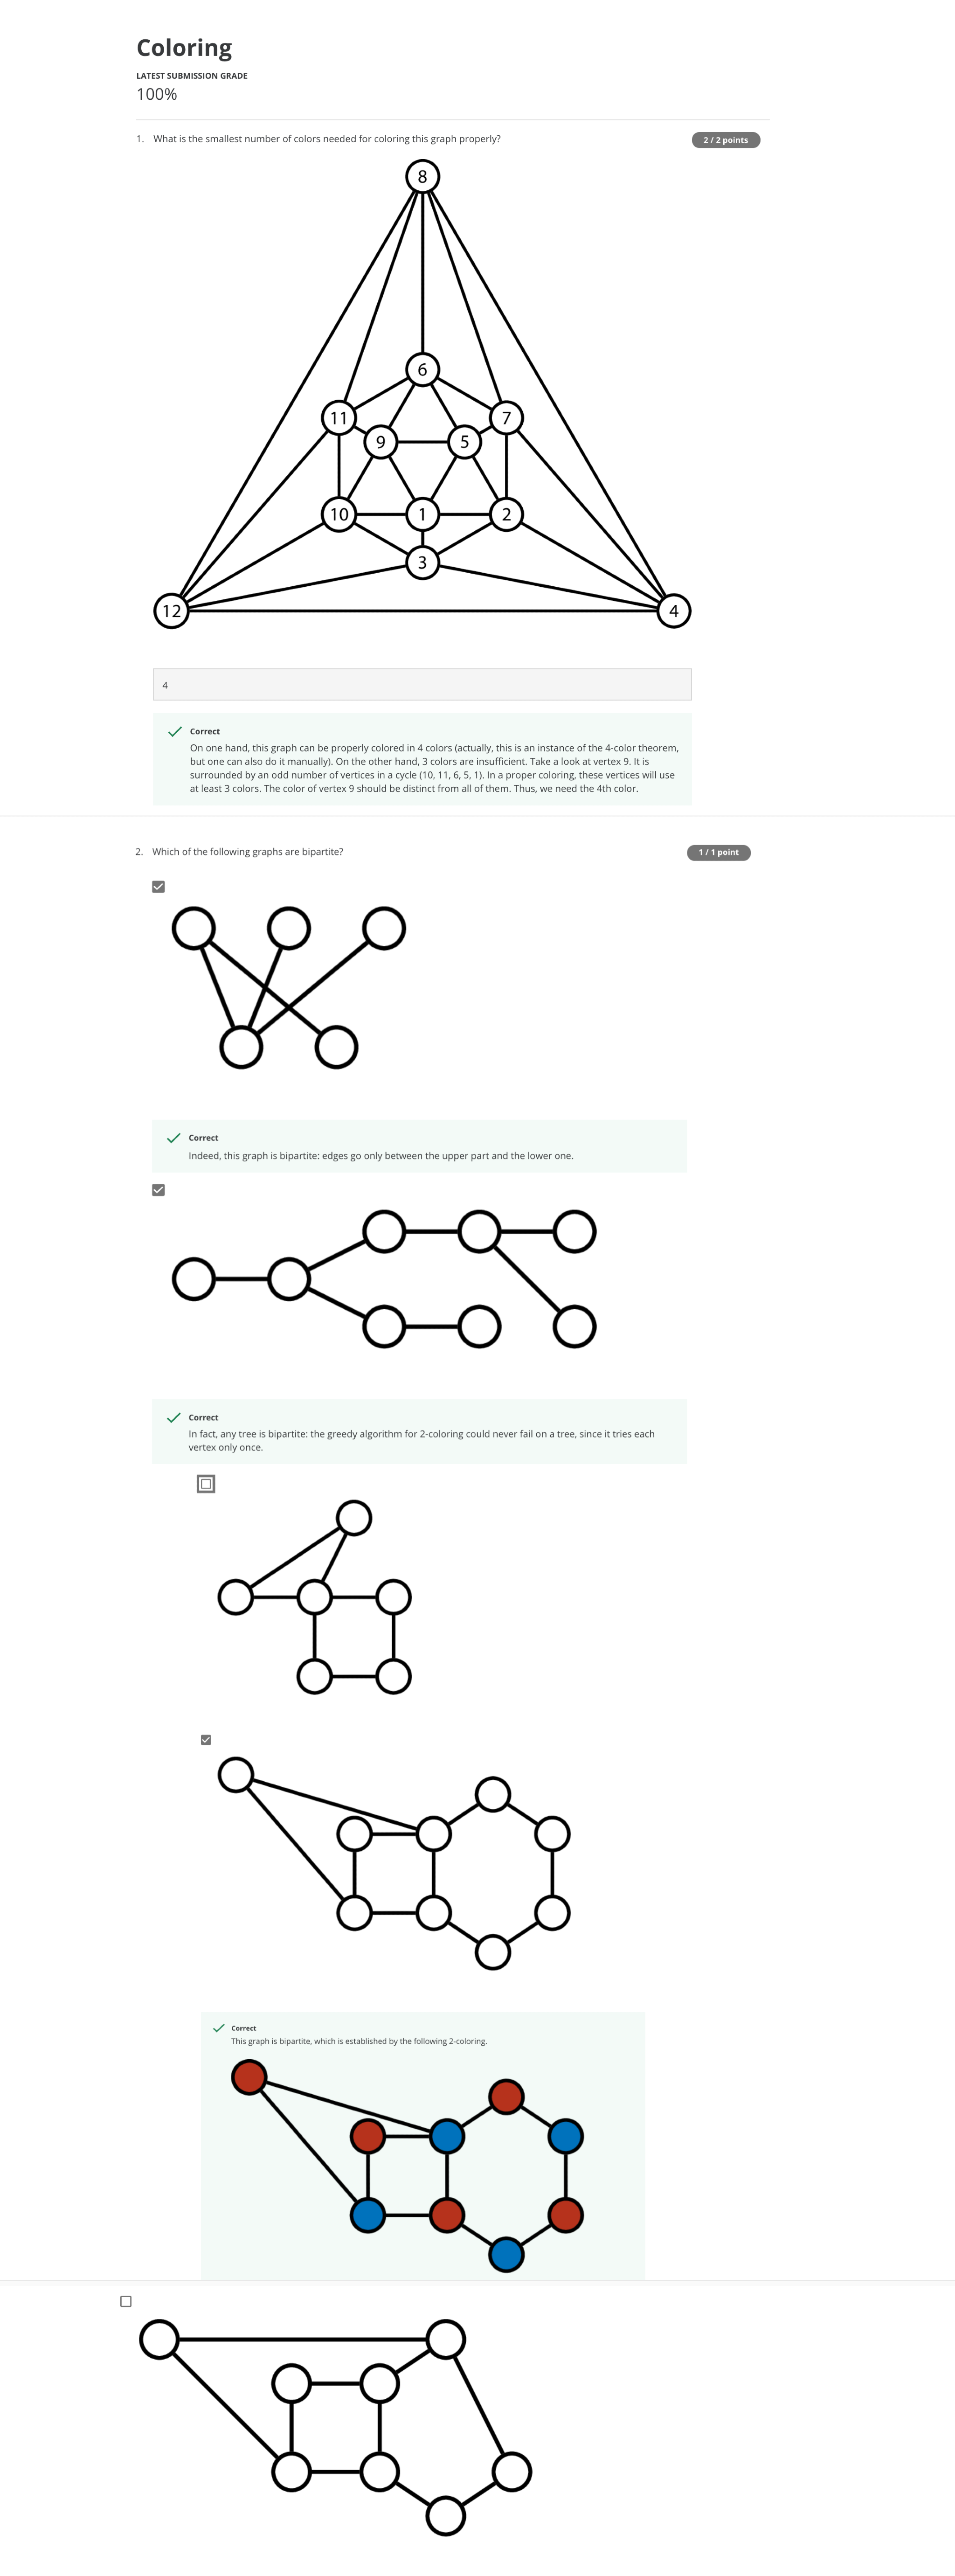 Coloring
LATEST SUBMISSION GRADE
100%
1. What is the smallest number of colors needed for coloring this graph properly?
2 / 2 points
8
6
11
7
9
5
10
1
2
3
12
4
4
Correct
On one hand, this graph can be properly colored in 4 colors (actually, this is an instance of the 4-color theorem,
but one can also do it manually). On the other hand, 3 colors are insufficient. Take a look at vertex 9. It is
surrounded by an odd number of vertices in a cycle (10, 11, 6, 5, 1). In a proper coloring, these vertices will use
at least 3 colors. The color of vertex 9 should be distinct from all of them. Thus, we need the 4th color.
2. Which of the following graphs are bipartite?
1 / 1 point
Correct
Indeed, this graph is bipartite: edges go only between the upper part and the lower one.
Correct
In fact, any tree is bipartite: the greedy algorithm for 2-coloring could never fail on a tree, since it tries each
vertex only once.
Correct
This graph is bipartite, which is established by the following 2-coloring.